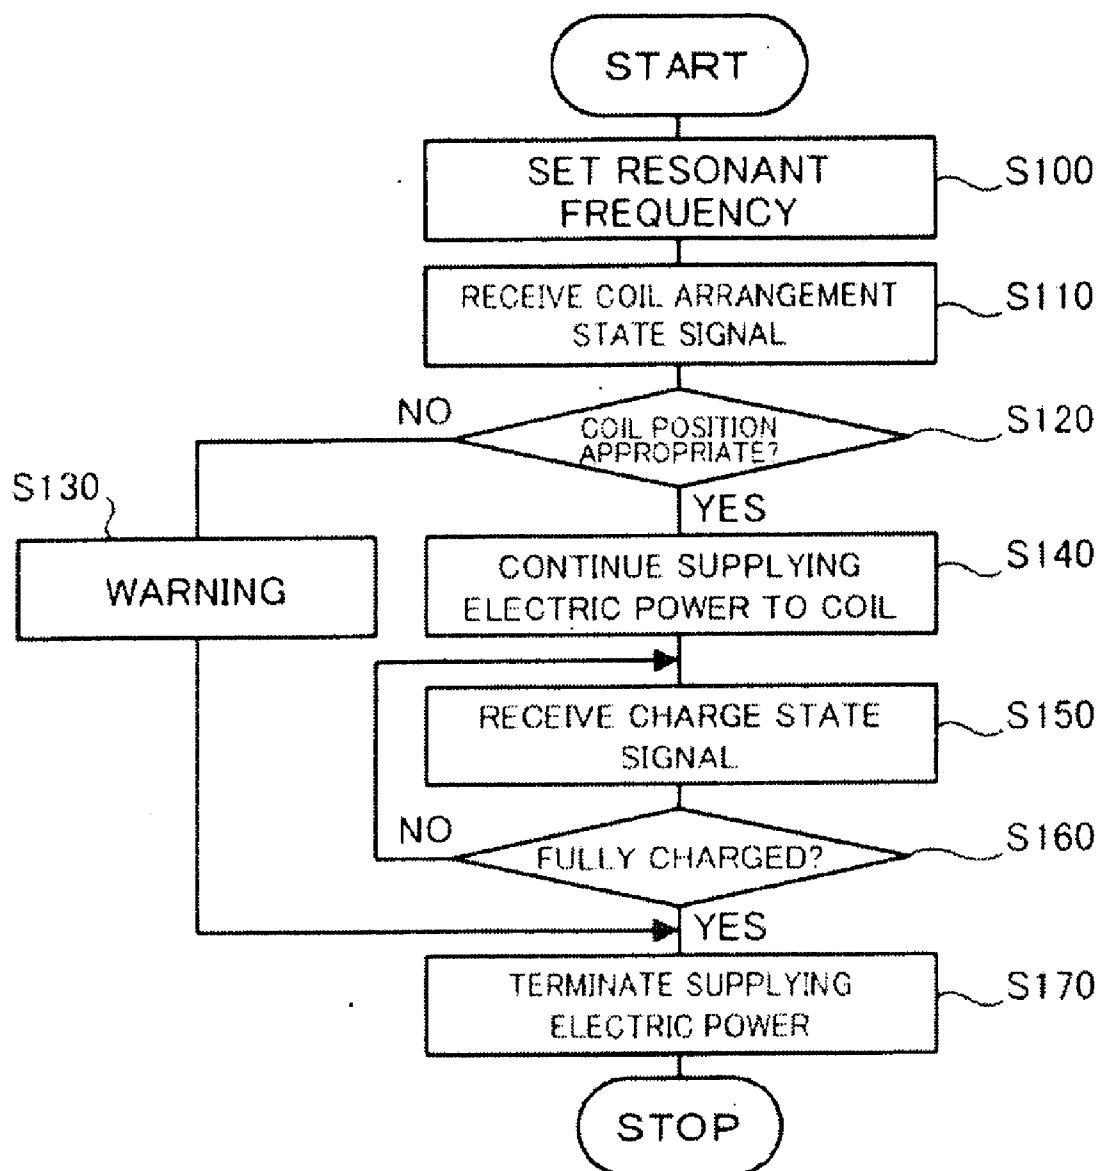 START
SET RESONANT
FREQUENCY
S100
RECEIVE COIL ARRANGEMENT
STATE SIGNAL
S110
NO
COIL POSITION
APPROPRIATE?
S120
S130
YES
WARNING
CONTINUE SUPPLYING
ELECTRIC POWER TO COIL
S140
RECEIVE CHARGE STATE
SIGNAL
S150
NO
FULLY CHARGED?
S160
YES
TERMINATE SUPPLYING
ELECTRIC POWER
S170
STOP